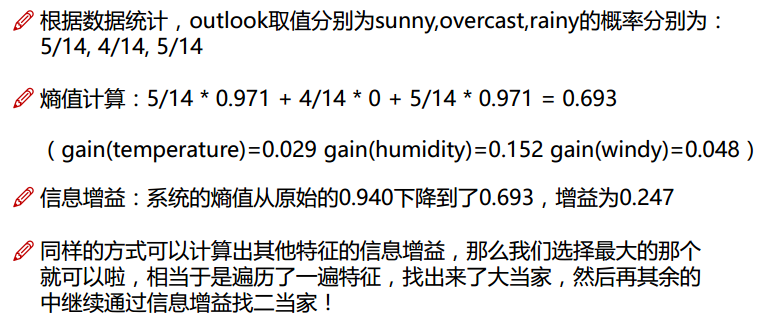 根据数据统计，outlook取值分别为sunny,overcast,rainy的概率分别为：
5/14, 4/14, 5/14
熵值计算：5/14 * 0.971 + 4/14 * 0 + 5/14 * 0.971 = 0.693
（gain(temperature)=0.029 gain(humidity)=0.152 gain(windy)=0.048）
信息增益：系统的熵值从原始的0.940下降到了0.693，增益为0.247
同样的方式可以计算出其他特征的信息增益，那么我们选择最大的那个
就可以啦，相当于是遍历了一遍特征，找出来了大当家，然后再其余的
中继续通过信息增益找二当家！